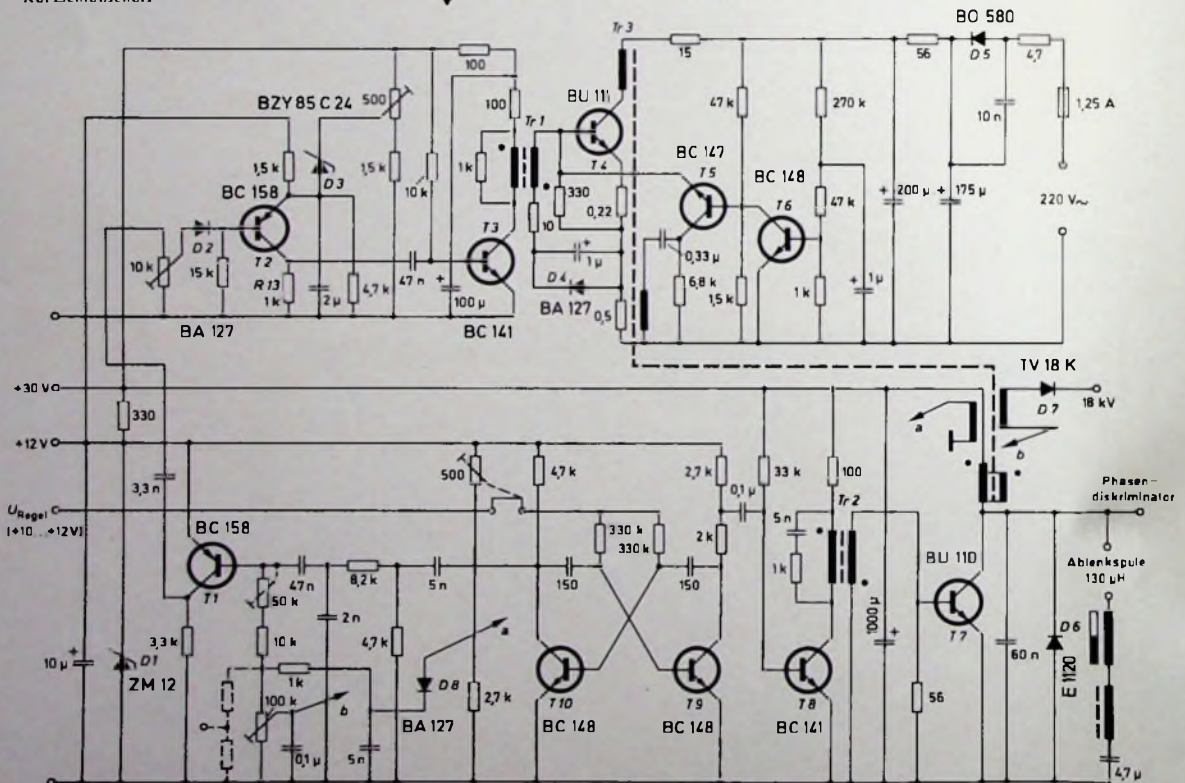 BO 580
Tr 3
100
15
56
D5
4,7
BZY 85 C 24
500
100
BU 111
47 k
270 k
10 n
1,25 A
Tr 1
BC 147
1,5 k
D3
1,5 k
10 k
1 k
T4
T5
BC 148
BC 158
330
0,22
T6
47 k
200 µ
175 µ
220 V~
D2
10
10 k
15 k
T2
T3
1 µ
0,33 µ
R13
1 k
2 µ
4,7 k
47 n
100 µ
D4
BA 127
6,8 k
1,5 k
1 k
1 µ
BA 127
BC 141
0,5
TV 18 K
+30 V
D7
18 kV
330
a
b
+12 V
500
4,7 k
2,7 k
33 k
100
3,3 n
0,1 µ
Tr 2
Phasen-
diskriminator
URegel
(+10...+12V)
BC 158
330 k
330 k
2 k
5 n
BU 110
Ablenkspule
130 µH
47 n
8,2 k
5 n
150
150
1 k
T1
50 k
1000 µ
T7
3,3 k
2 n
a
10 k
4,7 k
D6
10 µ
D1
ZM 12
1 k
D8
60 n
E 1120
100 k
b
2,7 k
T10
T9
T8
56
BA 127
BC 148
BC 148
BC 141
0,1 µ
5 n
4,7 µ